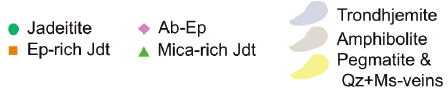 Jadeitite
Ep-rich Jdt
Ab-Ep
Mica-rich Jdt
Trondhjemite
Amphibolite
Pegmatite &
Qz+Ms-veins